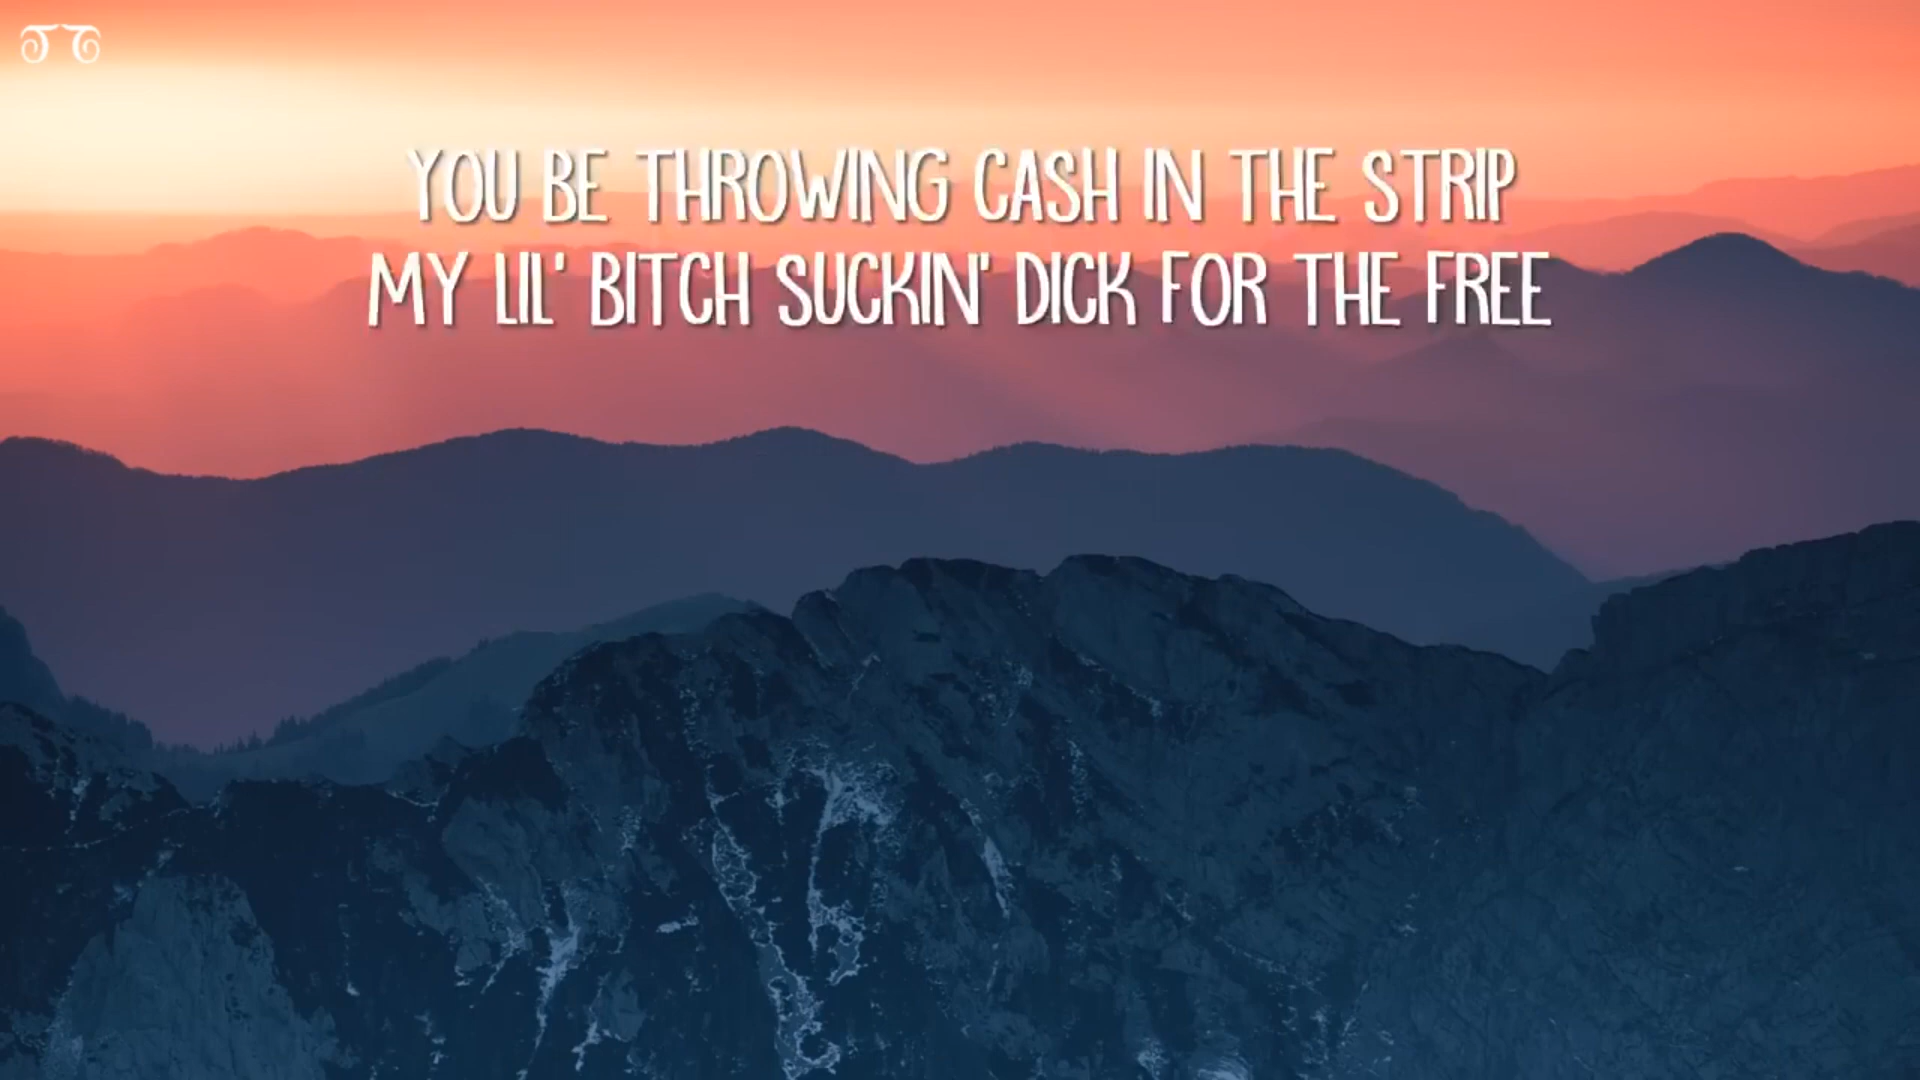 YOU BE THROWING CASH IN THE STRIP
MY LIL' BITCH SUCKIN' DICK FOR THE FREE